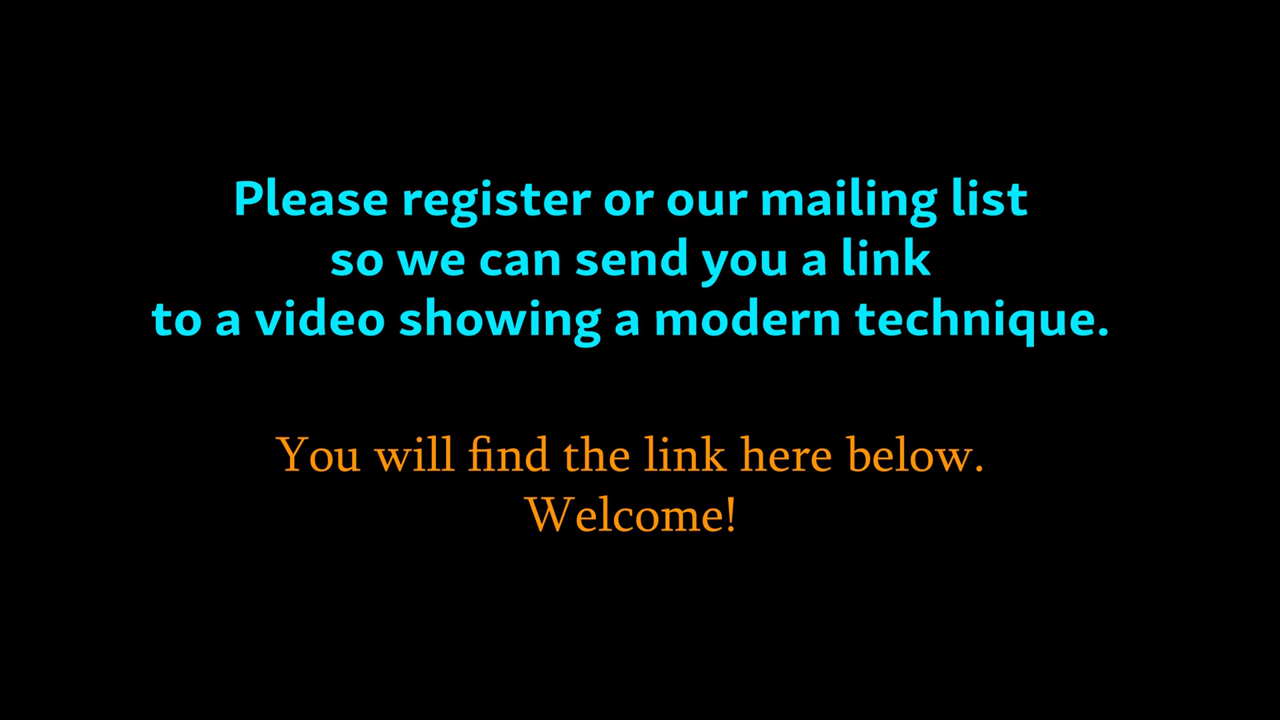 Please register or our mailing list
so we can send you a link
to a video showing a modern technique.
You will find the link here below.
Welcome!